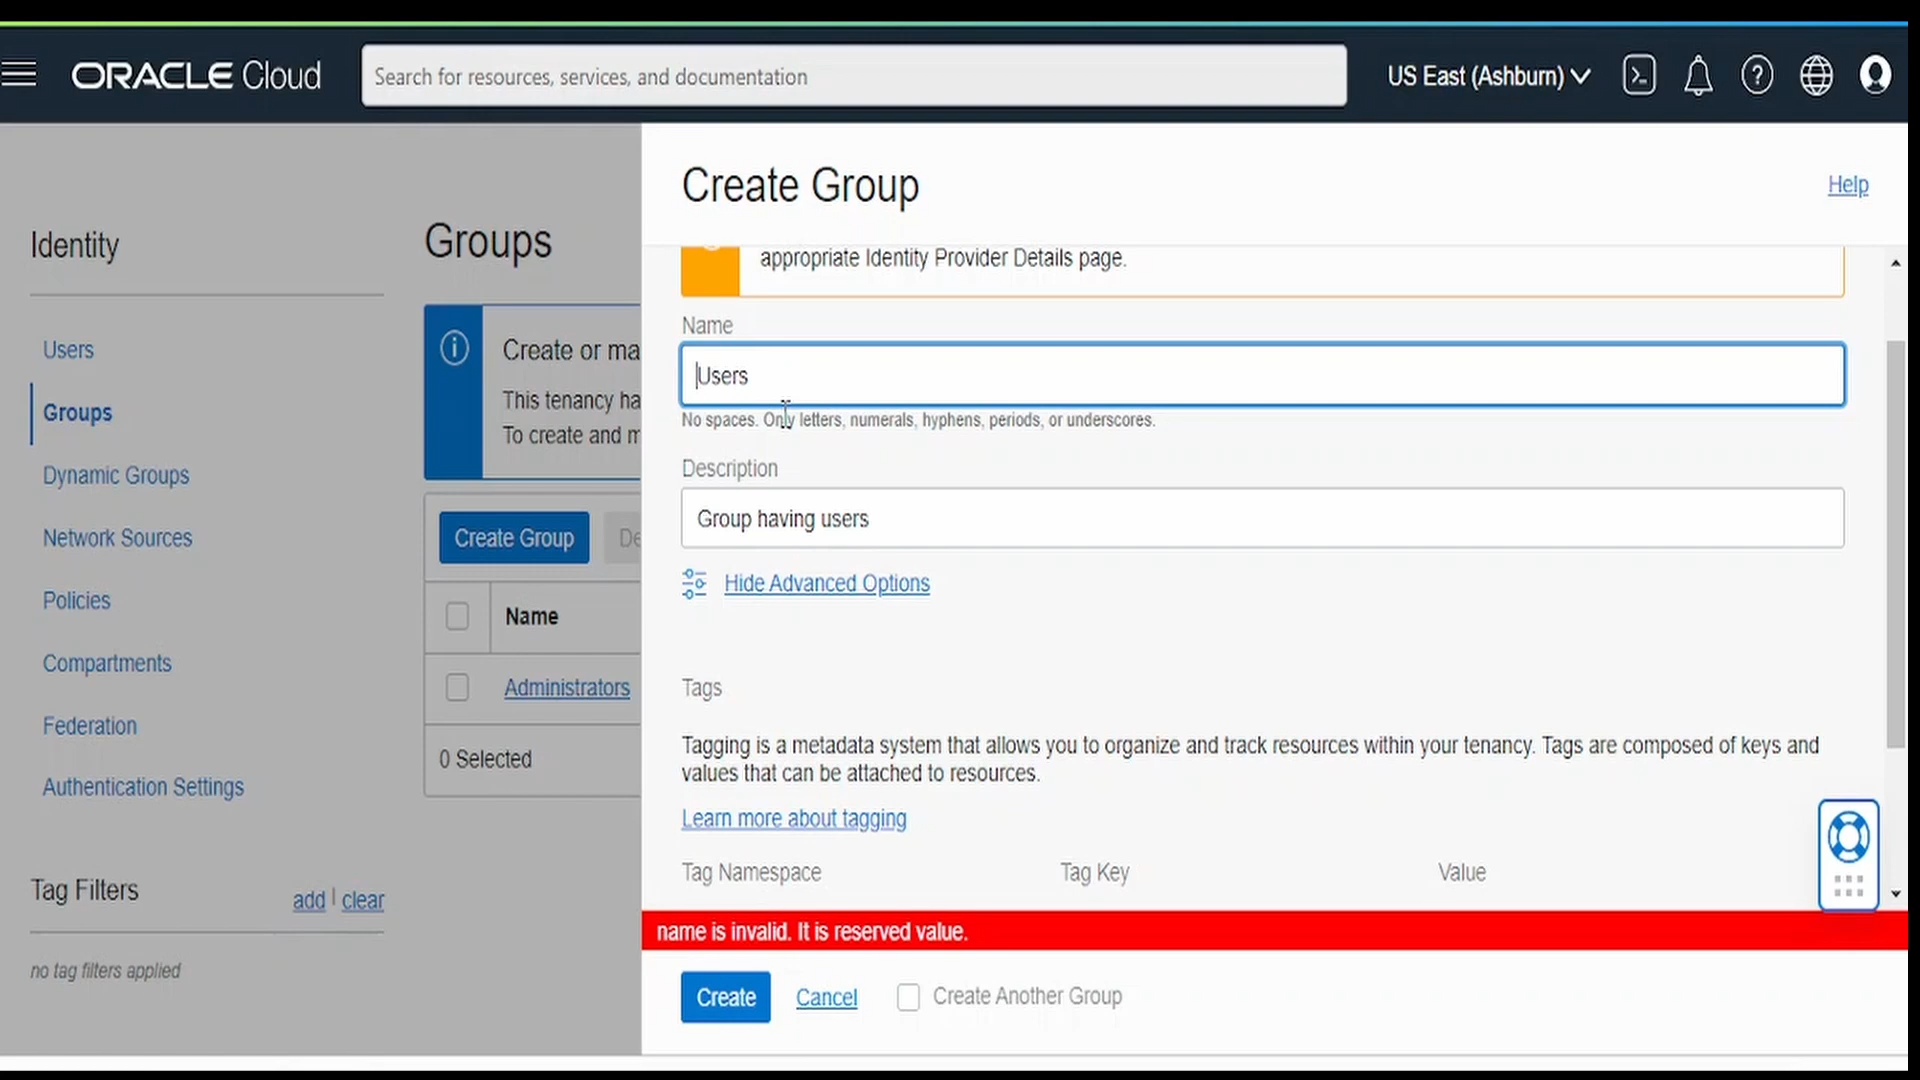 ORACLE Cloud
Search for resources, services, and documentation
US East (Ashburn)
Identity
Users
Groups
Dynamic Groups
Network Sources
Policies
Compartments
Federation
Authentication Settings
Tag Filters
add | clear
no tag filters applied
Groups
Create or ma
This tenancy ha
To create and m
Create Group
De
Name
Administrators
0 Selected
Create Group
Help
appropriate Identity Provider Details page.
Name
Users
No spaces. Only letters, numerals, hyphens, periods, or underscores.
Description
Group having users
Hide Advanced Options
Tags
Tagging is a metadata system that allows you to organize and track resources within your tenancy. Tags are composed of keys and
values that can be attached to resources.
Learn more about tagging
Tag Namespace
Tag Key
Value
name is invalid. It is reserved value.
Create
Cancel
Create Another Group